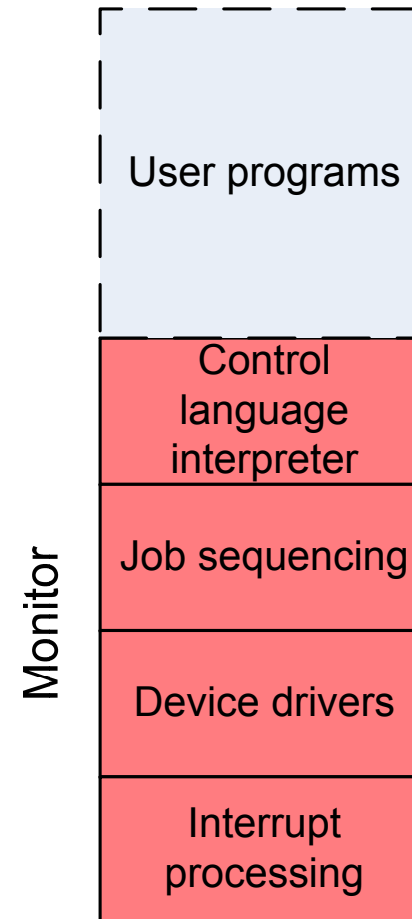 User programs
Control
language
interpreter
Job sequencing
Device drivers
Interrupt
processing
Monitor